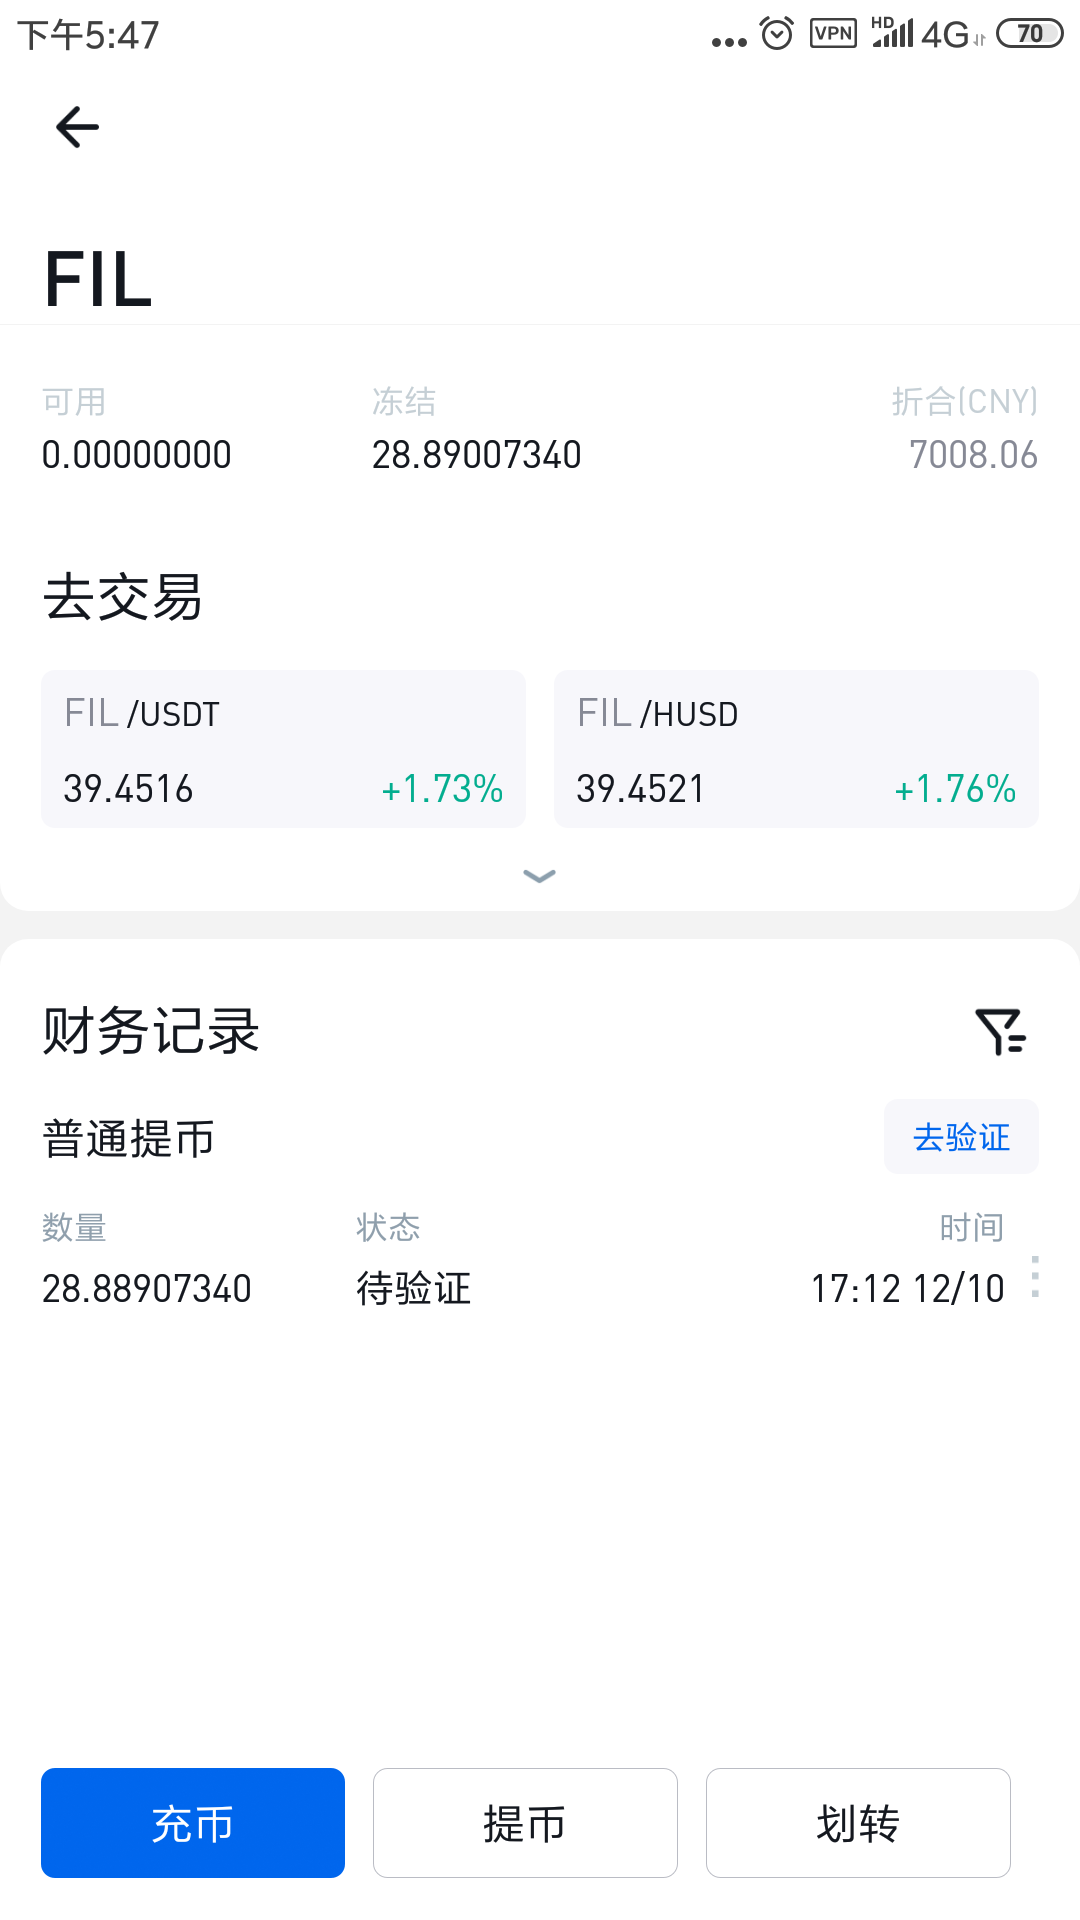 下午5:47
VPN HD 4G 70
FIL
可用 冻结 折合(CNY)
0.00000000 28.89007340 7008.06
去交易
FIL /USDT FIL /HUSD
39.4516 +1.73% 39.4521 +1.76%
财务记录
普通提币 去验证
数量 状态 时间
28.88907340 待验证 17:12 12/10
充币 提币 划转